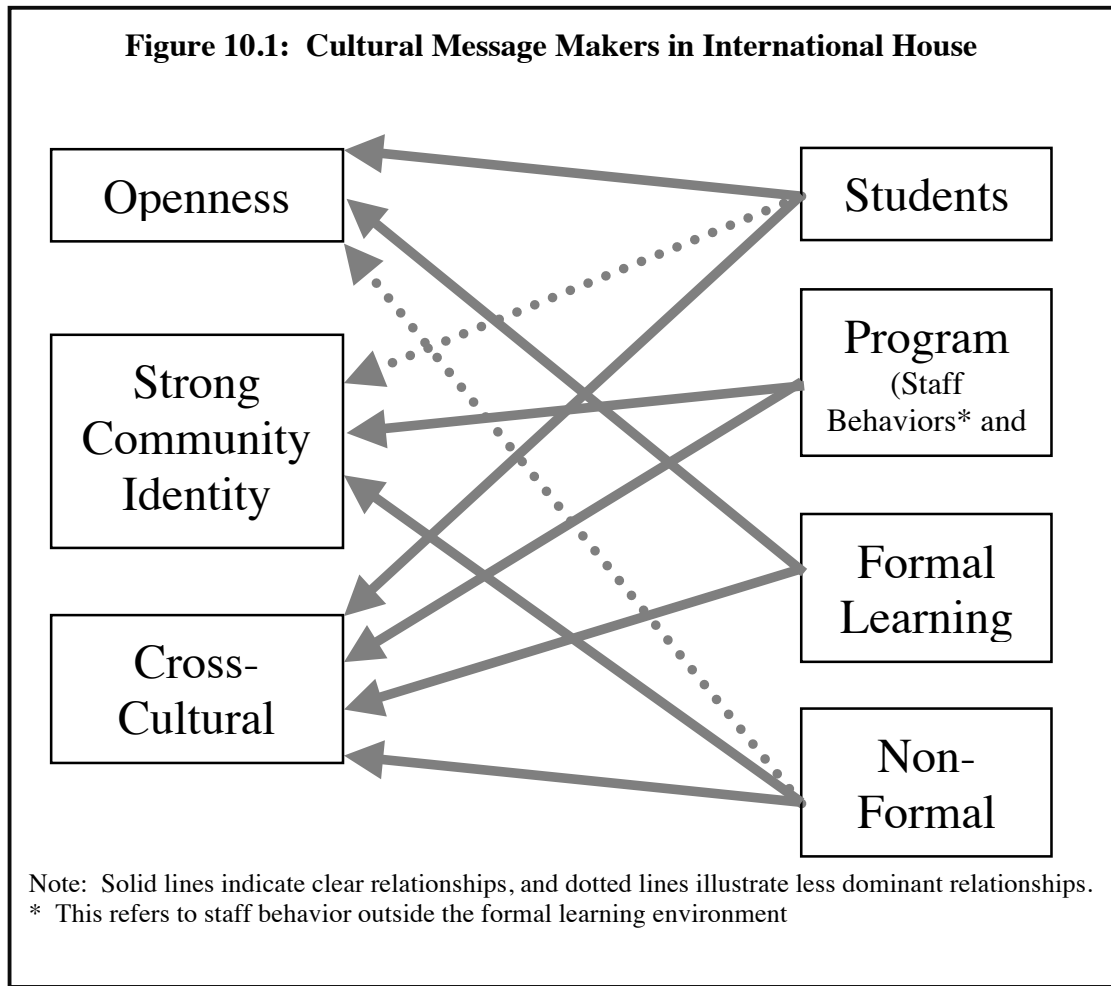 Figure 10.1:  Cultural Message Makers in International House
Openness
Strong
Community
Identity
Cross-
Cultural
Students
Program
(Staff
Behaviors* and
Formal
Learning
Non-
Formal
Note:  Solid lines indicate clear relationships, and dotted lines illustrate less dominant relationships.
*  This refers to staff behavior outside the formal learning environment